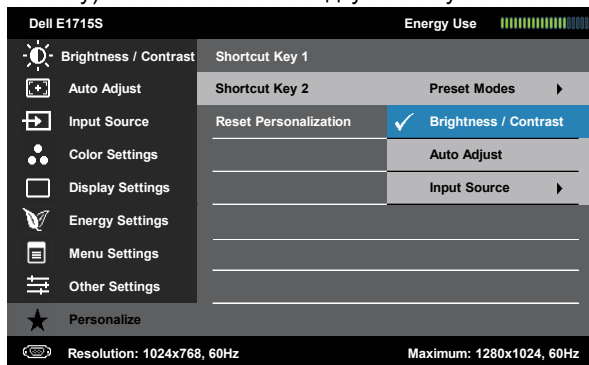 Dell E1715S Energy Use
Brightness / Contrast Shortcut Key 1
Auto Adjust Shortcut Key 2 Preset Modes
Input Source Reset Personalization Brightness / Contrast
Color Settings Auto Adjust
Display Settings Input Source
Energy Settings
Menu Settings
Other Settings
Personalize
Resolution: 1024x768, 60Hz Maximum: 1280x1024, 60Hz